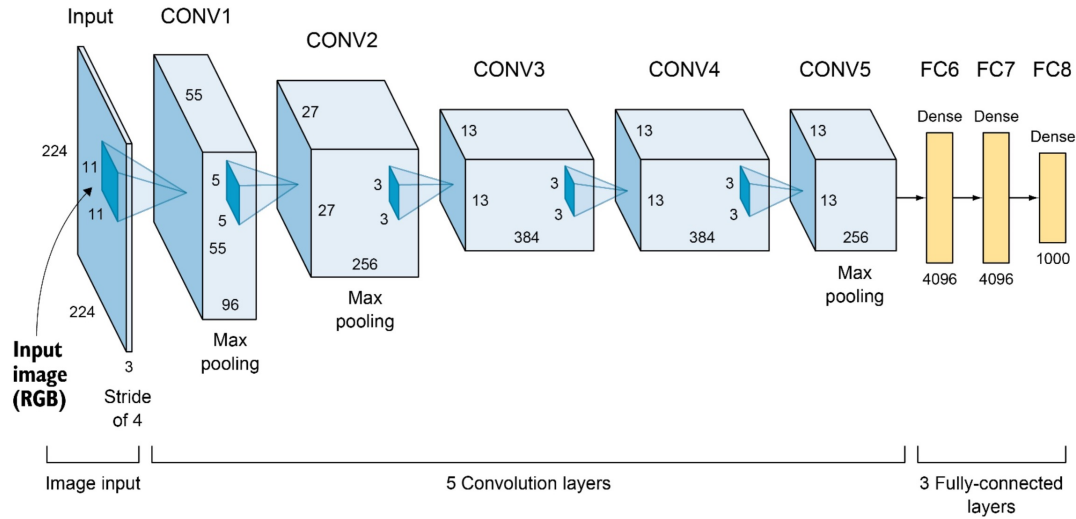 Input
CONV1
CONV2
CONV3
CONV4
CONV5
FC6
FC7
FC8
224
11
11
224
3
Stride
of 4
Input
image
(RGB)
55
5
5
55
96
Max
pooling
27
27
3
3
256
Max
pooling
13
13
3
3
384
13
13
3
3
384
13
13
256
Max
pooling
Dense
4096
Dense
4096
Dense
1000
Image input
5 Convolution layers
3 Fully-connected
layers